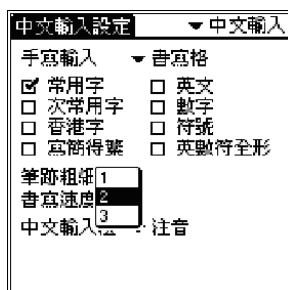 中文輸入設定 中文輸入
手寫輸入 書寫格
常用字 英文
次常用字 數字
香港字 符號
寫簡得繁 英數符全形
筆跡粗細 1
書寫速度 2
3
中文輸入法 注音